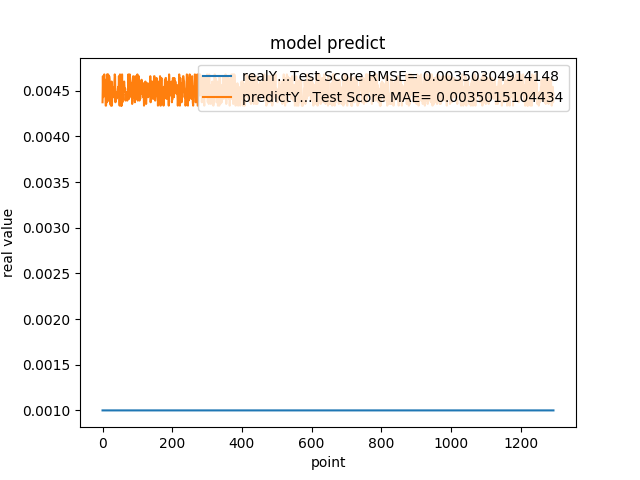 model predict
realY...Test Score RMSE= 0.00350304914148
predictY...Test Score MAE= 0.0035015104434
0.0045
0.0040
0.0035
0.0030
0.0025
0.0020
0.0015
0.0010
real value
0 200 400 600 800 1000 1200
point